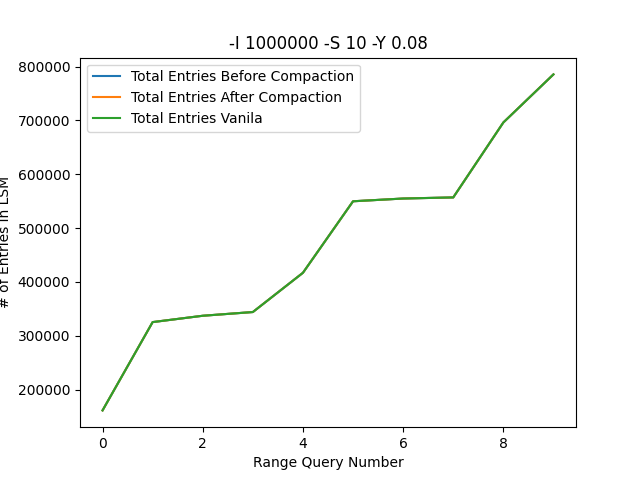 -I 1000000 -S 10 -Y 0.08
Total Entries Before Compaction
Total Entries After Compaction
Total Entries Vanila
800000
700000
600000
500000
400000
300000
200000
# of Entries in LSM
0
2
4
6
8
Range Query Number